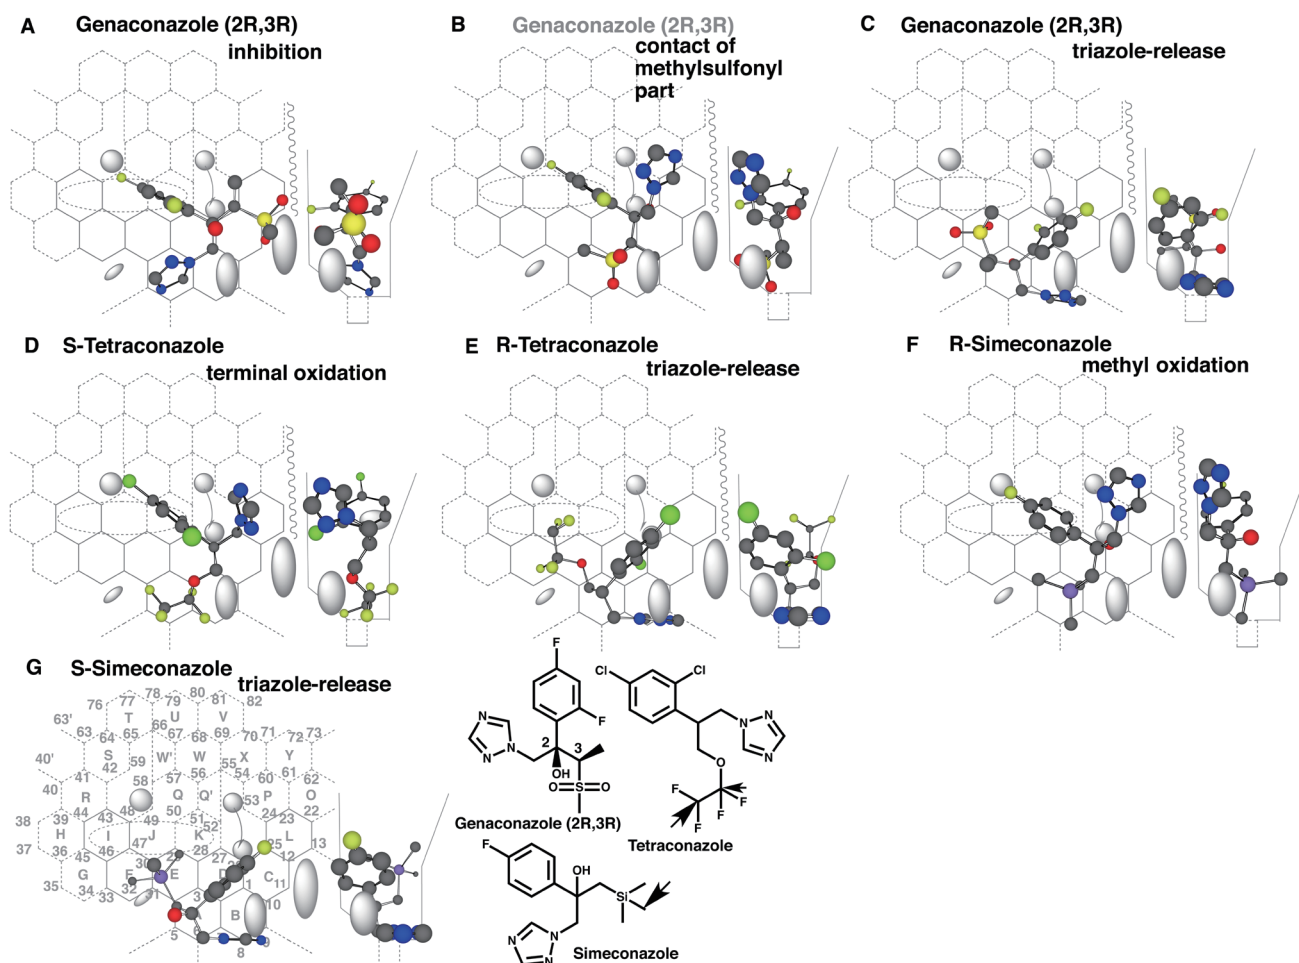 A Genaconazole (2R,3R)
inhibition
B Genaconazole (2R,3R)
contact of
methylsulfonyl
part
C Genaconazole (2R,3R)
triazole-release
D S-Tetraconazole
terminal oxidation
E R-Tetraconazole
triazole-release
F R-Simeconazole
methyl oxidation
G S-Simeconazole
triazole-release
76 77 78 79 80 81 82
T U V
63' 63 64 65 66 67 68 69 70 71 72 73
40' S 42 59 W' W X Y
55
41 58 57 56 54 60 61 62
40 R Q Q' 53 P O
44 48 50 24 22
38 39 43 49 51 52 23
H I J K L
37 36 46 47 28 25 13
45 30 27 12
G F E D C 11
35 34 32 31 1
33 3 10
A B
5 8 9
F
F
N
N
N
2
3
OH
O
S
O
Genaconazole (2R,3R)
Cl
Cl
N
N
N
O
F
F
F
F
Tetraconazole
F
OH
Si
N
N
N
Simeconazole